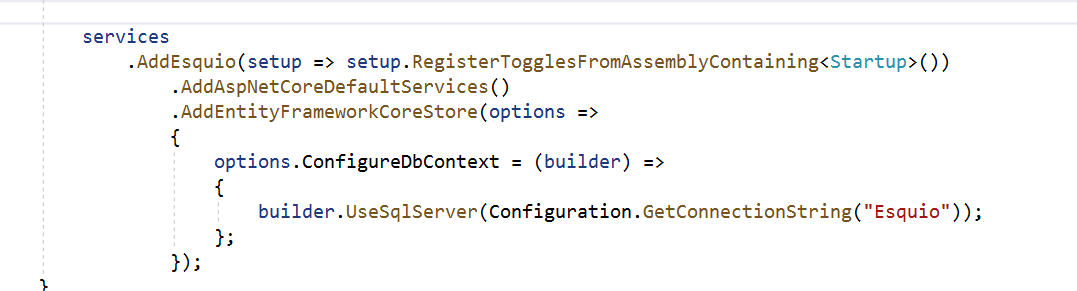 services
.AddEsquio(setup => setup.RegisterTogglesFromAssemblyContaining<Startup>())
.AddAspNetCoreDefaultServices()
.AddEntityFrameworkCoreStore(options =>
{
options.ConfigureDbContext = (builder) =>
{
builder.UseSqlServer(Configuration.GetConnectionString("Esquio"));
};
});
}